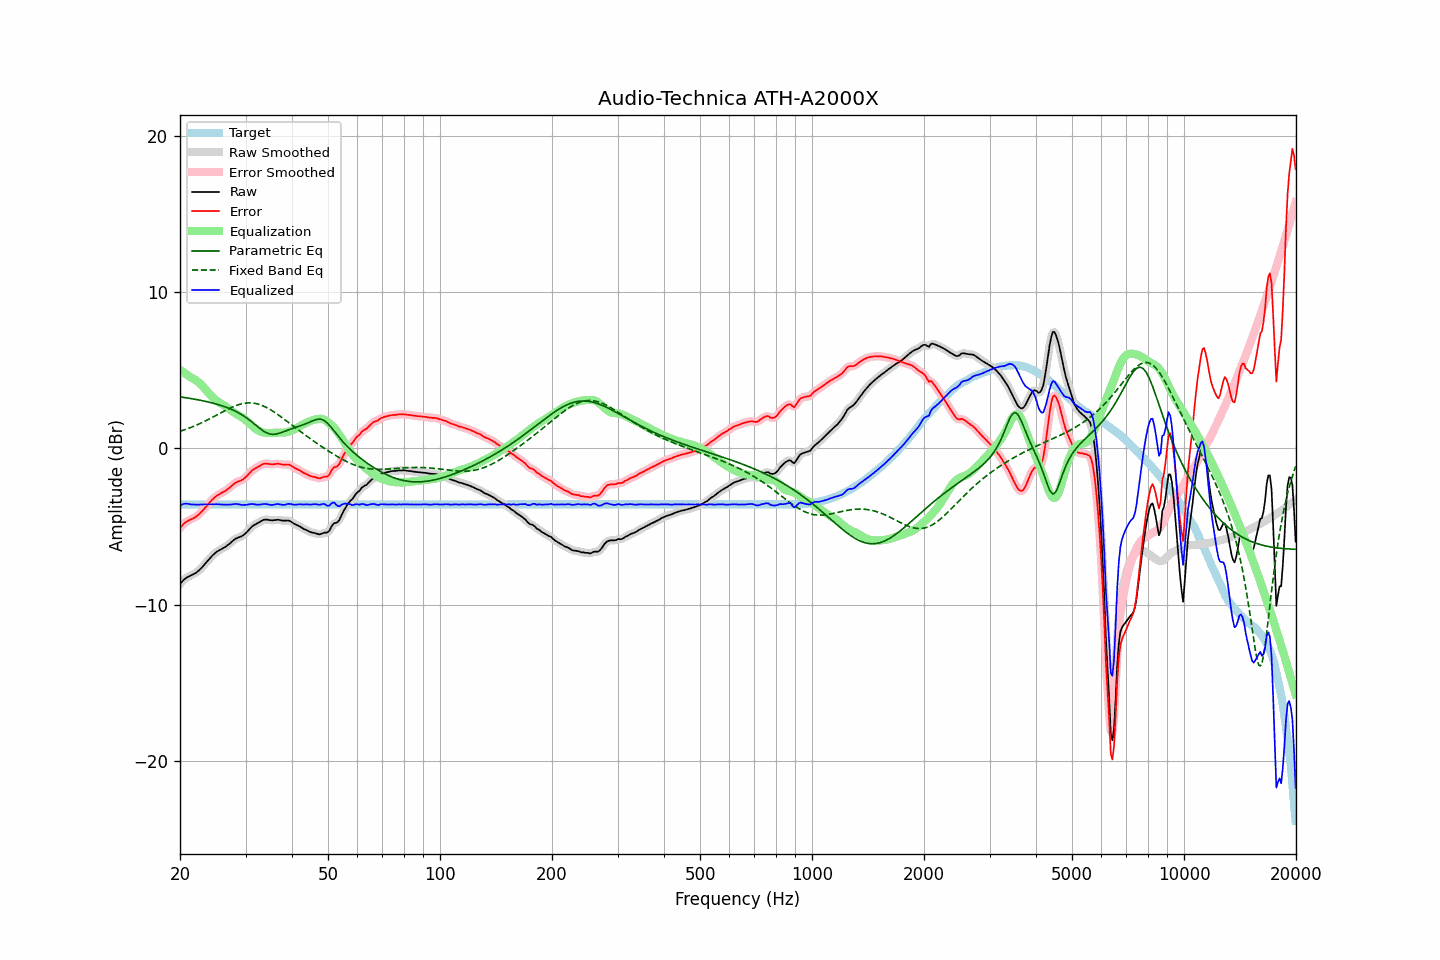 Audio-Technica ATH-A2000X
Target
Raw Smoothed
Error Smoothed
Raw
Error
Equalization
Parametric Eq
Fixed Band Eq
Equalized
20
10
0
−10
−20
Amplitude (dBr)
20
50
100
200
500
1000
2000
5000
10000
20000
Frequency (Hz)